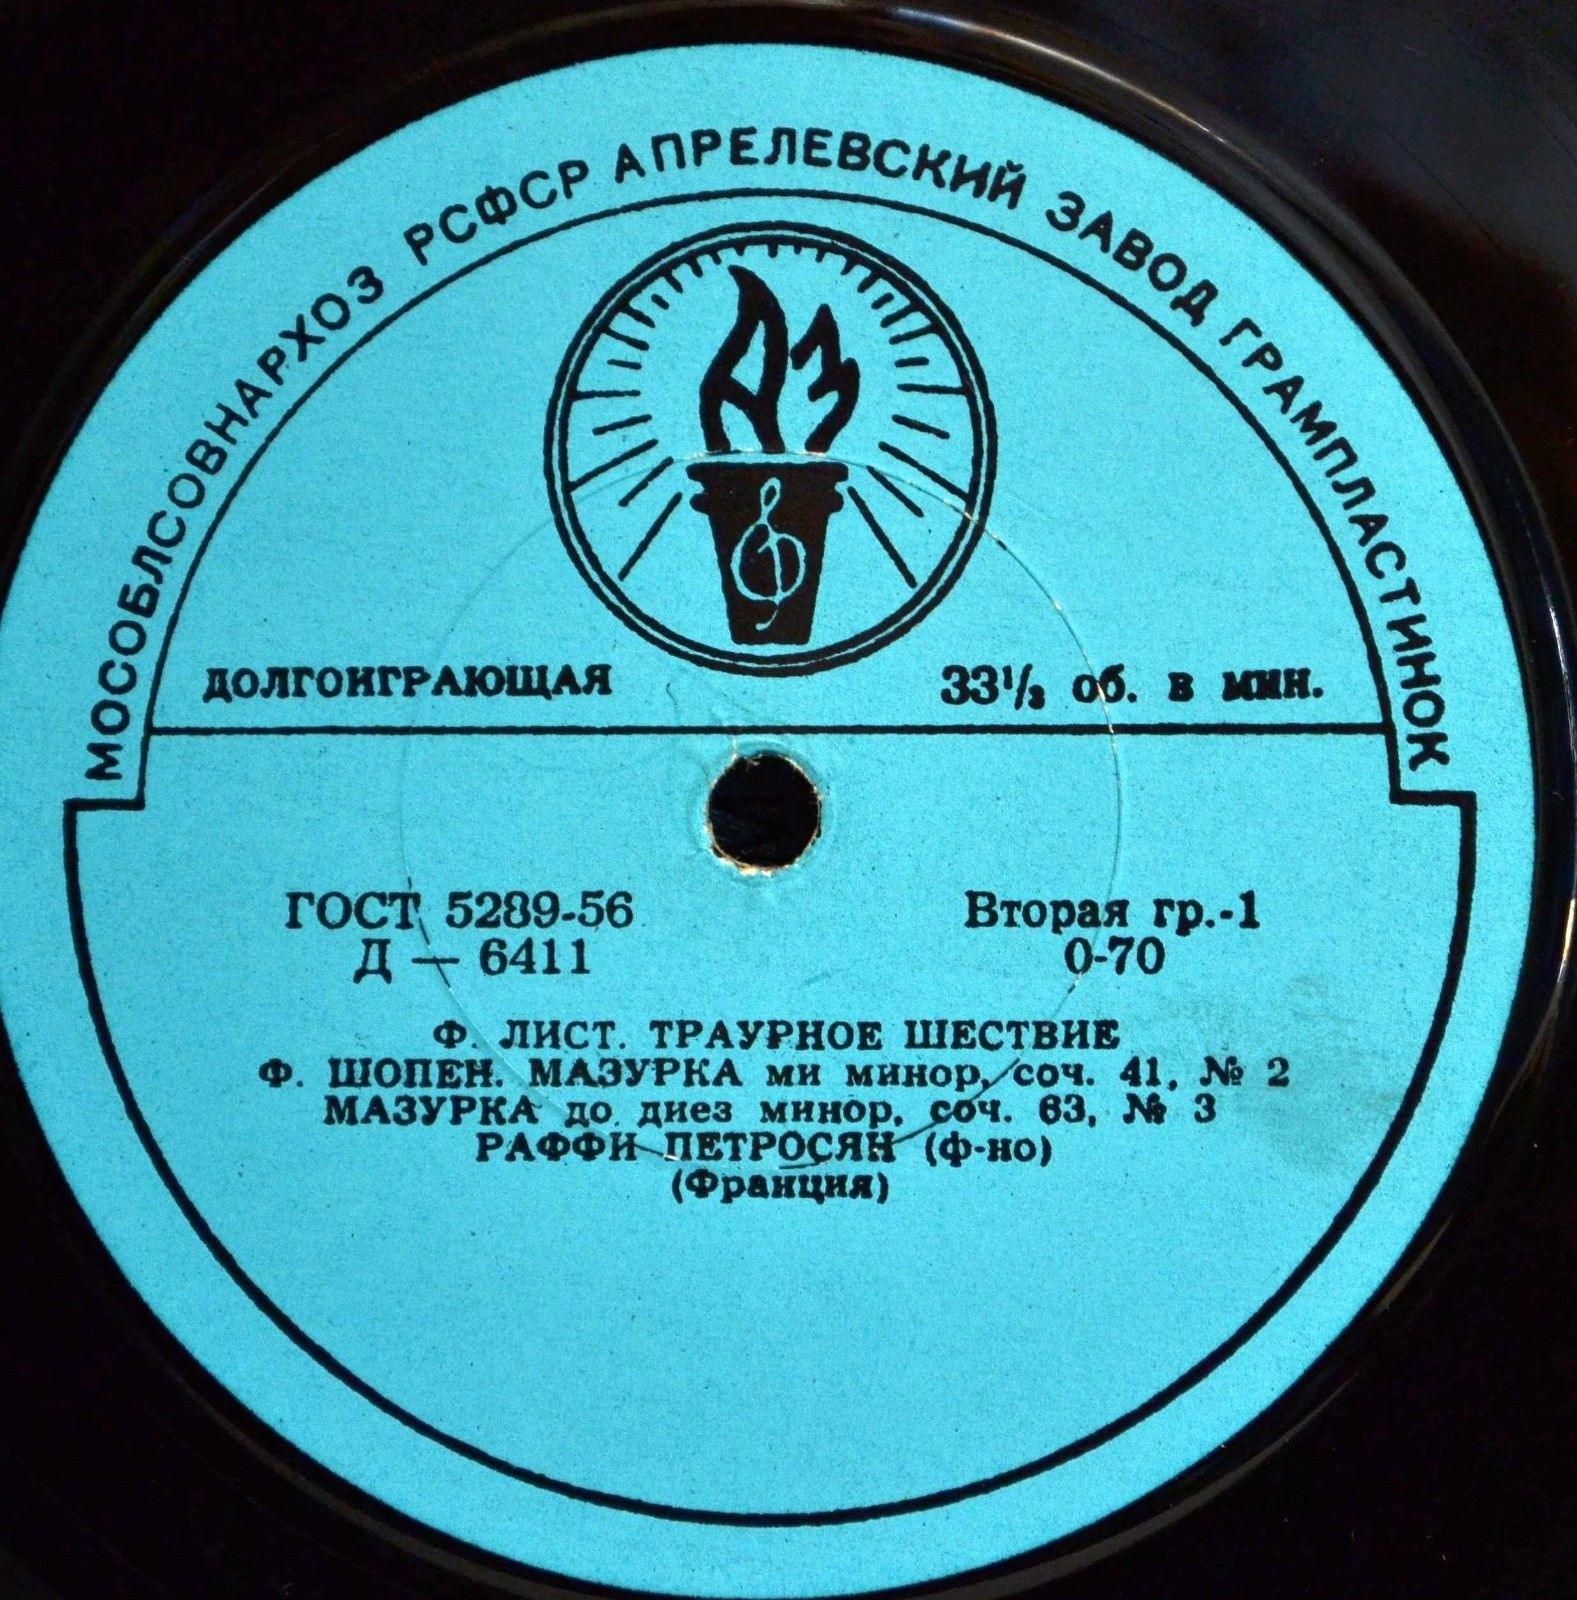 МОСОБЛСОВНАРХОЗ РСФСР АПРЕЛЕВСКИЙ ЗАВОД ГРАМПЛАСТИНОК
АЗ
ДОЛГОИГРАЮЩАЯ 33⅓ об. в мин.
ГОСТ 5289-56 Вторая гр.-1
Д — 6411 0-70
Ф. ЛИСТ. ТРАУРНОЕ ШЕСТВИЕ
Ф. ШОПЕН. МАЗУРКА ми минор, соч. 41, № 2
МАЗУРКА до диез минор, соч. 63, № 3
РАФФИ ПЕТРОСЯН (ф-но)
(Франция)